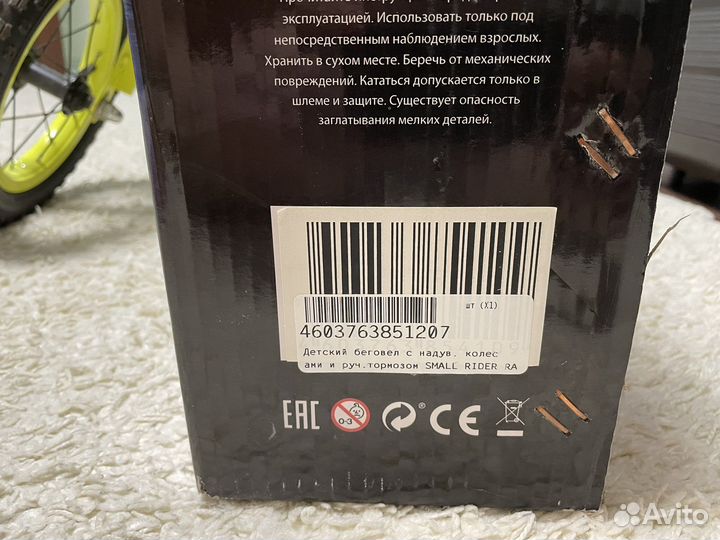 эксплуатацией. Использовать только под
непосредственным наблюдением взрослых.
Хранить в сухом месте. Беречь от механических
повреждений. Кататься допускается только в
шлеме и защите. Существует опасность
заглатывания мелких деталей.
шт (X1)
4603763851207
Детский беговел с надув. колес
ами и руч.тормозом SMALL RIDER RA
EAC 0-3 ® CE
Avito